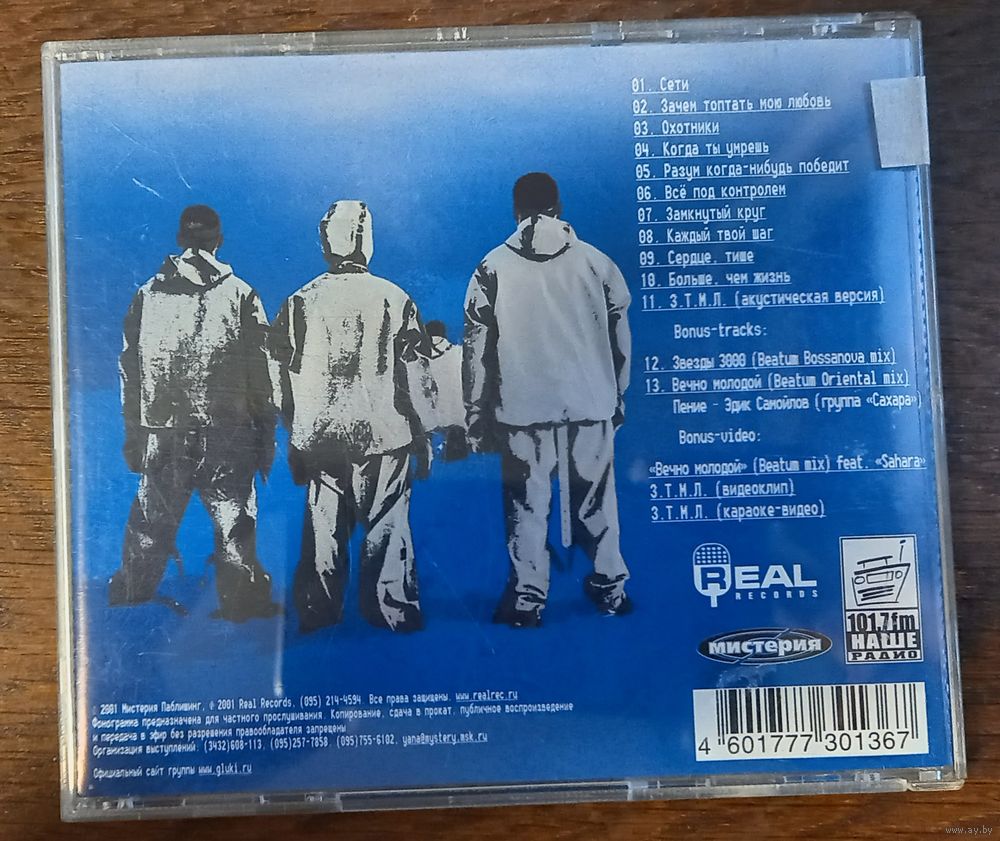 01. Сети
02. Зачем топтать мою любовь
03. Охотники
04. Когда ты умрешь
05. Разум когда-нибудь победит
06. Всё под контролем
07. Замкнутый круг
08. Каждый твой шаг
09. Сердце, тише
10. Больше, чем жизнь
11. З.Т.М.Л. (акустическая версия)
Bonus-tracks:
12. Звезды 3000 (Beatum Bossanova mix)
13. Вечно молодой (Beatum Oriental mix)
Пение - Эдик Самойлов (группа «Сахара»)
Bonus-video:
«Вечно молодой» (Beatum mix) feat. «Sahara»
З.Т.М.Л. (видеоклип)
З.Т.М.Л. (караоке-видео)
REAL
RECORDS
101,7fm
НАШЕ
РАДИО
мистерия
© 2001 Мистерия Паблишинг, ℗ 2001 Real Records, (095) 214-4594. Все права защищены. www.realrec.ru
Фонограмма предназначена для частного прослушивания. Копирование, сдача в прокат, публичное воспроизведение
и передача в эфир без разрешения правообладателя запрещены
Организация выступлений: (3432)608-113, (095)257-7858, (095)755-6102, yana@mystery.msk.ru
Официальный сайт группы www.gluki.ru
4 601777 301367
www.ay.by